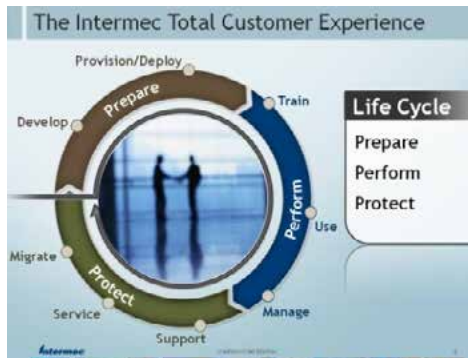 The Intermec Total Customer Experience
Provision/Deploy
Prepare
Develop
Train
Life Cycle
Prepare
Perform
Protect
Perform
Use
Migrate
Protect
Service
Support
Manage
Intermec